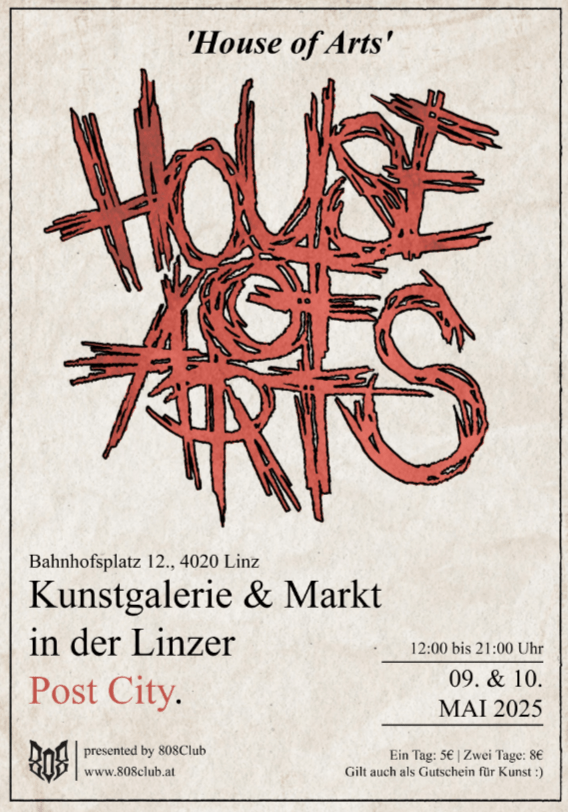 'House of Arts'
HOUSE
OF
ARTS
Bahnhofsplatz 12., 4020 Linz
Kunstgalerie & Markt
in der Linzer
Post City.
12:00 bis 21:00 Uhr
09. & 10.
MAI 2025
808
presented by 808Club
www.808club.at
Ein Tag: 5€ | Zwei Tage: 8€
Gilt auch als Gutschein für Kunst :)